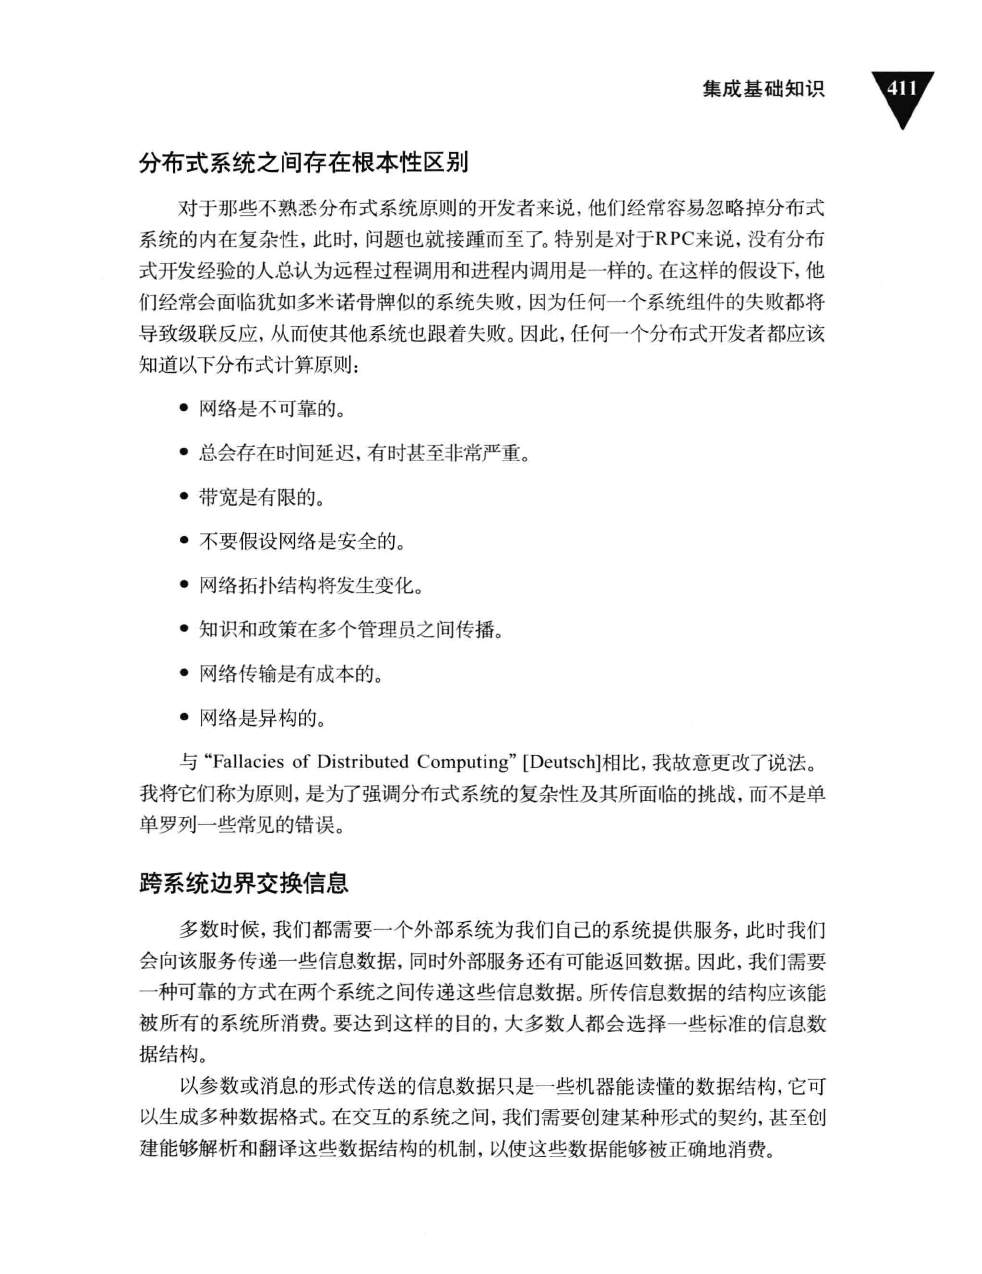 集成基础知识
411
分布式系统之间存在根本性区别
对于那些不熟悉分布式系统原则的开发者来说，他们经常容易忽略掉分布式
系统的内在复杂性，此时，问题也就接踵而至了。特别是对于RPC来说，没有分布
式开发经验的人总认为远程过程调用和进程内调用是一样的。在这样的假设下，他
们经常会面临犹如多米诺骨牌似的系统失败，因为任何一个系统组件的失败都将
导致级联反应，从而使其他系统也跟着失败。因此，任何一个分布式开发者都应该
知道以下分布式计算原则：
● 网络是不可靠的。
● 总会存在时间延迟，有时甚至非常严重。
● 带宽是有限的。
● 不要假设网络是安全的。
● 网络拓扑结构将发生变化。
● 知识和政策在多个管理员之间传播。
● 网络传输是有成本的。
● 网络是异构的。
与“Fallacies of Distributed Computing”[Deutsch]相比，我故意更改了说法。
我将它们称为原则，是为了强调分布式系统的复杂性及其所面临的挑战，而不是单
单罗列一些常见的错误。
跨系统边界交换信息
多数时候，我们都需要一个外部系统为我们自己的系统提供服务，此时我们
会向该服务传递一些信息数据，同时外部服务还有可能返回数据。因此，我们需要
一种可靠的方式在两个系统之间传递这些信息数据。所传信息数据的结构应该能
被所有的系统所消费。要达到这样的目的，大多数人都会选择一些标准的信息数
据结构。
以参数或消息的形式传送的信息数据只是一些机器能读懂的数据结构，它可
以生成多种数据格式。在交互的系统之间，我们需要创建某种形式的契约，甚至创
建能够解析和翻译这些数据结构的机制，以使这些数据能够被正确地消费。